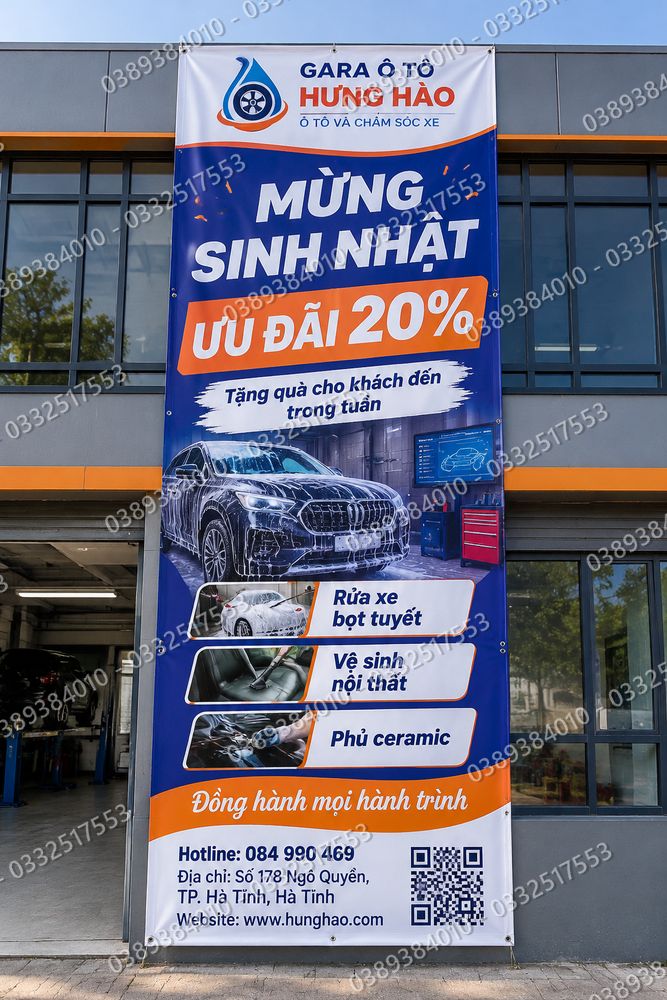 GARA Ô TÔ
HƯNG HÀO
Ô TÔ VÀ CHĂM SÓC XE
MỪNG
SINH NHẬT
ƯU ĐÃI 20%
Tặng quà cho khách đến
trong tuần
Rửa xe
bọt tuyết
Vệ sinh
nội thất
Phủ ceramic
Đồng hành mọi hành trình
Hotline: 084 990 469
Địa chỉ: Số 178 Ngô Quyền,
TP. Hà Tĩnh, Hà Tĩnh
Website: www.hunghao.com
0389384010 - 0332517553